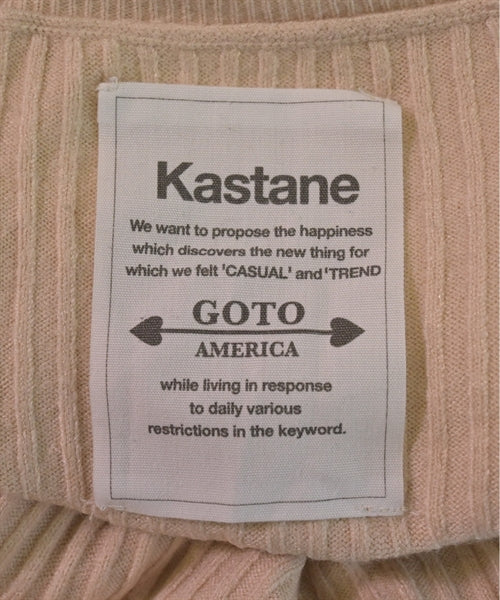 Kastane
We want to propose the happiness
which discovers the new thing for
which we felt 'CASUAL' and 'TREND
GOTO
AMERICA
while living in response
to daily various
restrictions in the keyword.